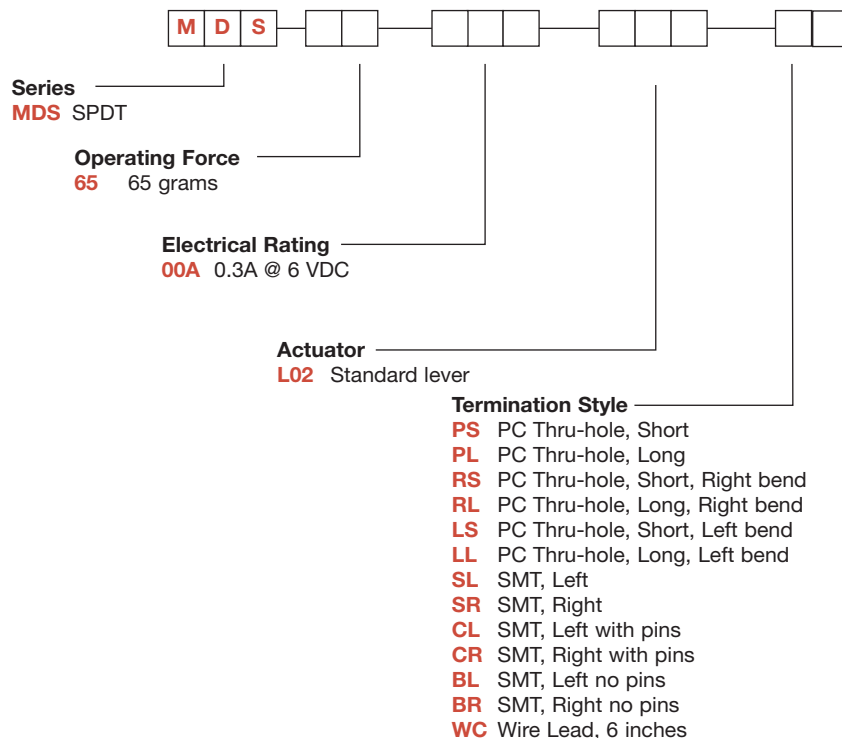 M D S
Series
MDS SPDT
Operating Force
65 65 grams
Electrical Rating
00A 0.3A @ 6 VDC
Actuator
L02 Standard lever
Termination Style
PS PC Thru-hole, Short
PL PC Thru-hole, Long
RS PC Thru-hole, Short, Right bend
RL PC Thru-hole, Long, Right bend
LS PC Thru-hole, Short, Left bend
LL PC Thru-hole, Long, Left bend
SL SMT, Left
SR SMT, Right
CL SMT, Left with pins
CR SMT, Right with pins
BL SMT, Left no pins
BR SMT, Right no pins
WC Wire Lead, 6 inches